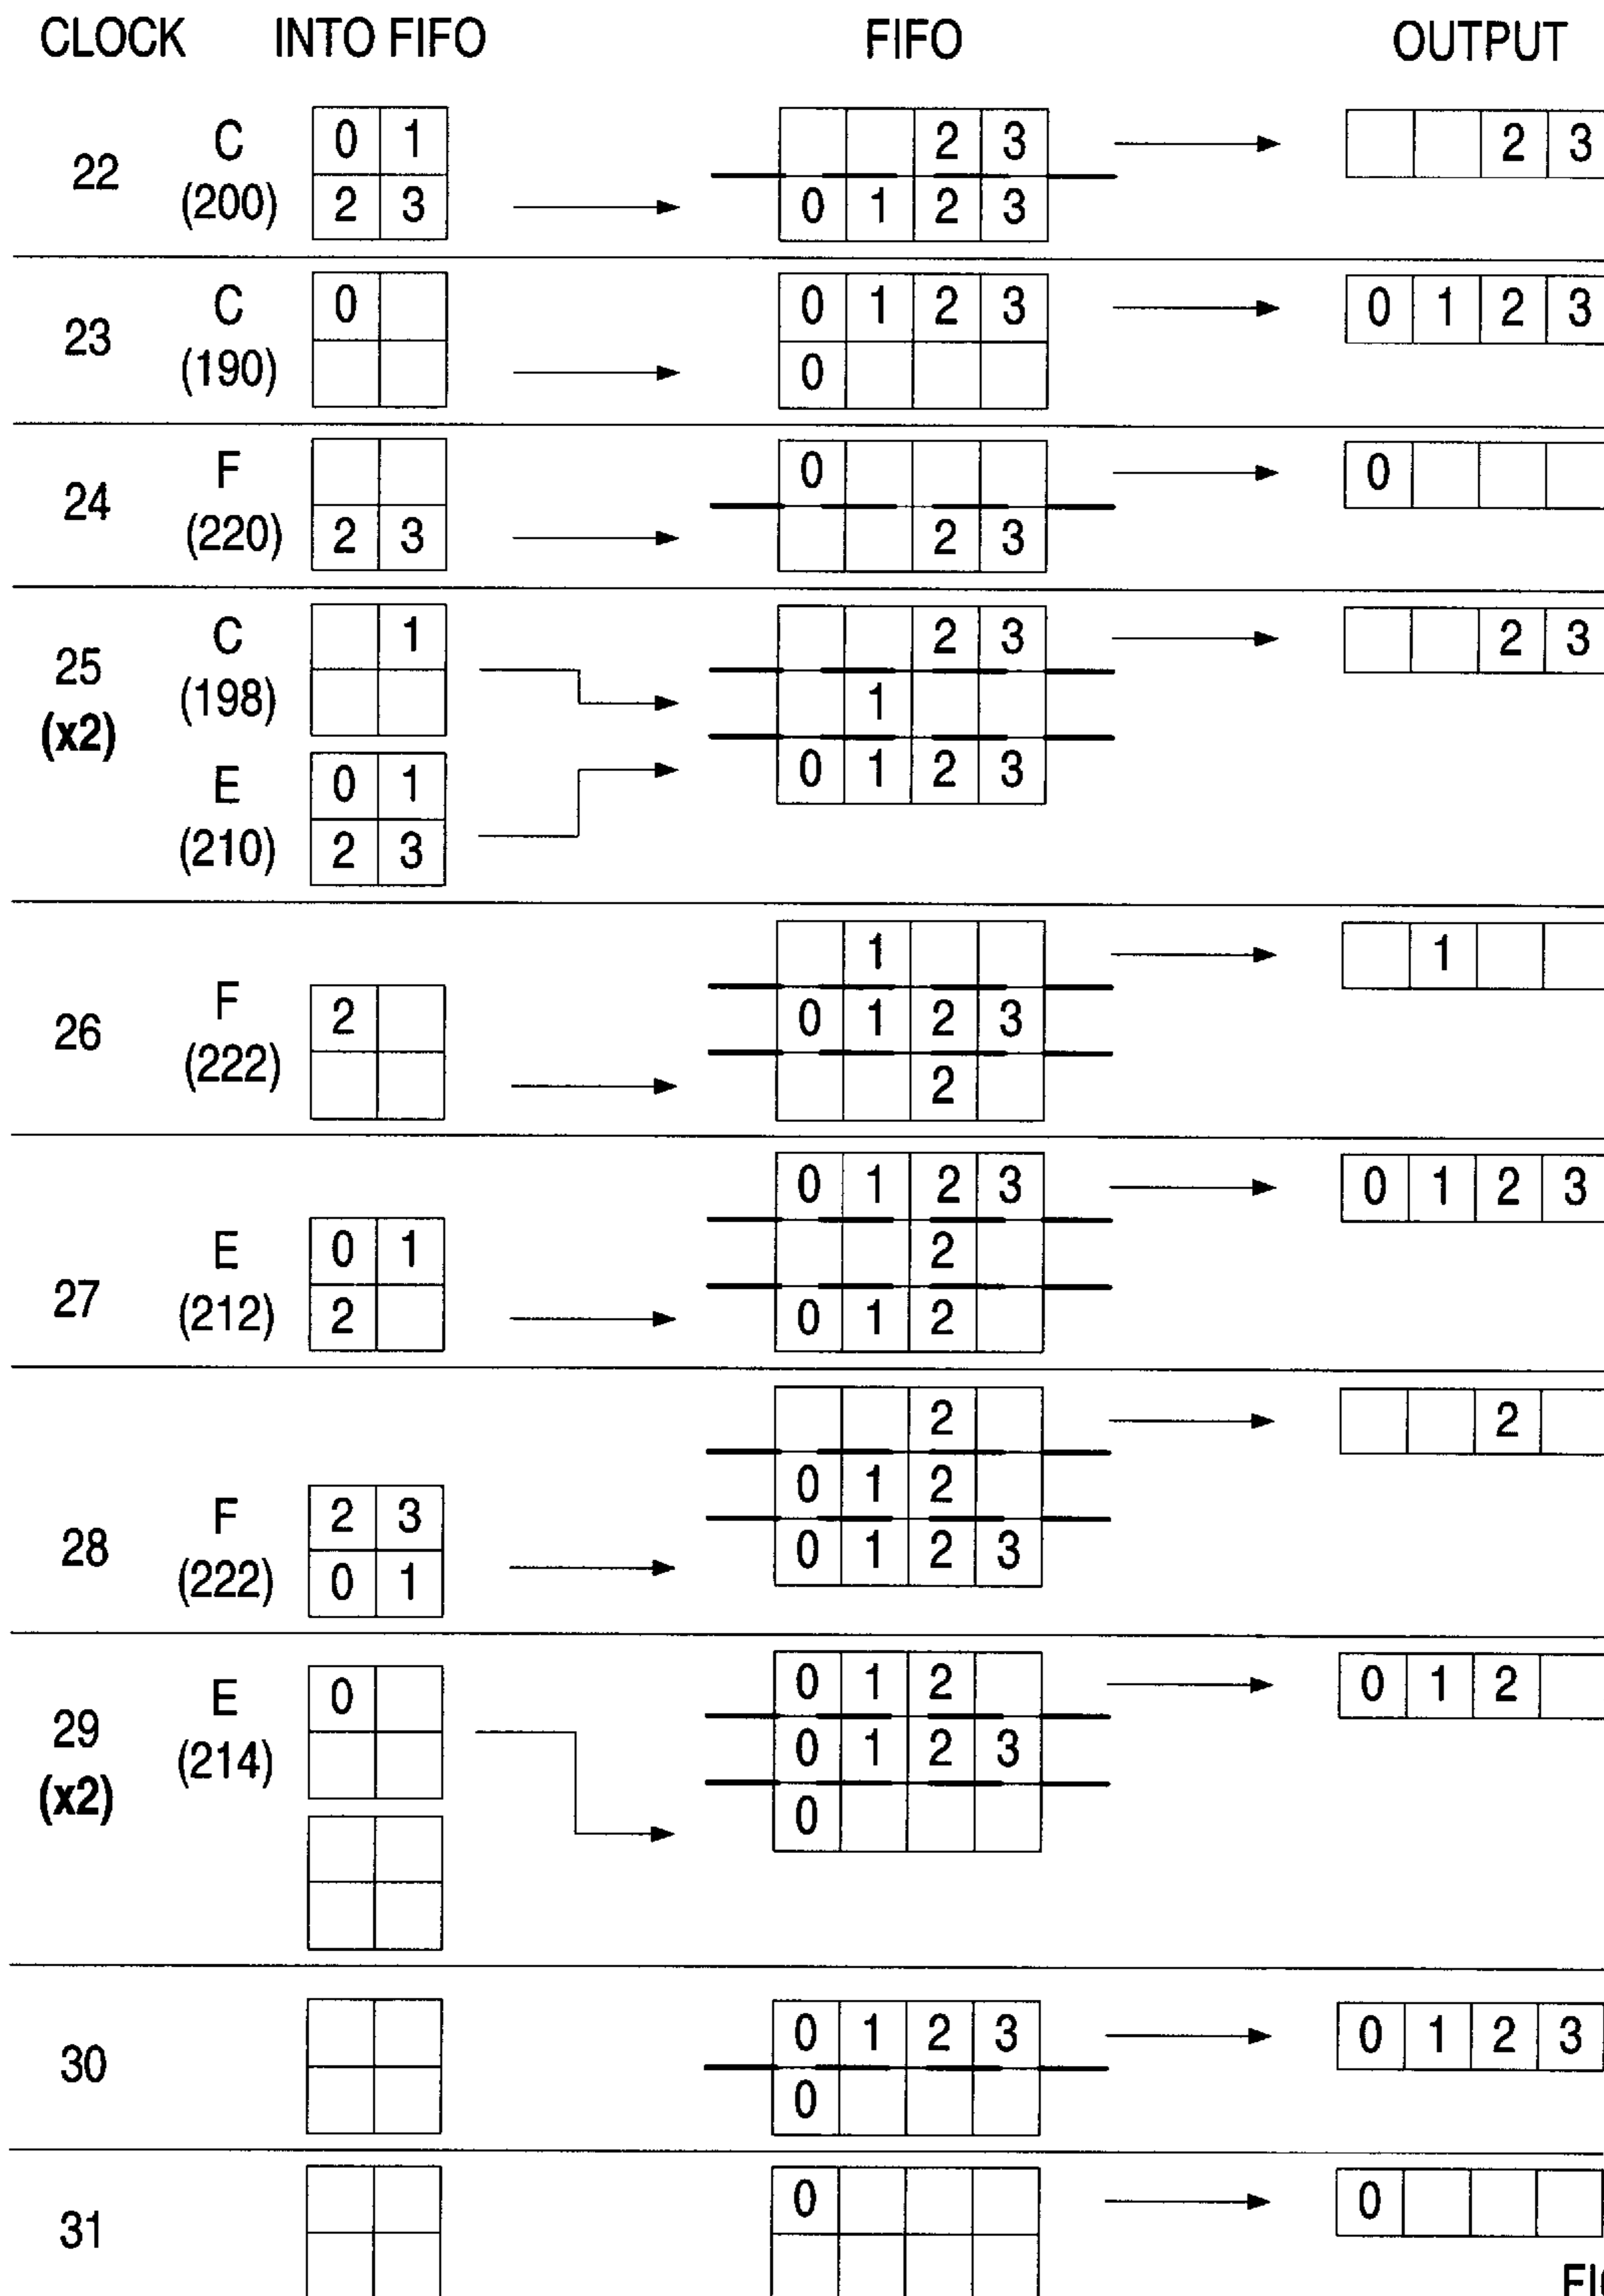 CLOCK INTO FIFO FIFO OUTPUT
C 0 1 2 3 2 3
22
(200) 2 3 0 1 2 3
C 0 0 1 2 3 0 1 2 3
23
(190) 0
F 0 0
24
(220) 2 3 2 3
C 1 2 3 2 3
25
(198) 1
(x2)
E 0 1 0 1 2 3
(210) 2 3
1 1
F 2 0 1 2 3
26
(222) 2
0 1 2 3 0 1 2 3
E 0 1 2
27
(212) 2 0 1 2
2 2
F 2 3 0 1 2
28
(222) 0 1 0 1 2 3
E 0 0 1 2 0 1 2
29
(214) 0 1 2 3
(x2) 0
0 1 2 3 0 1 2 3
30
0
0 0
31